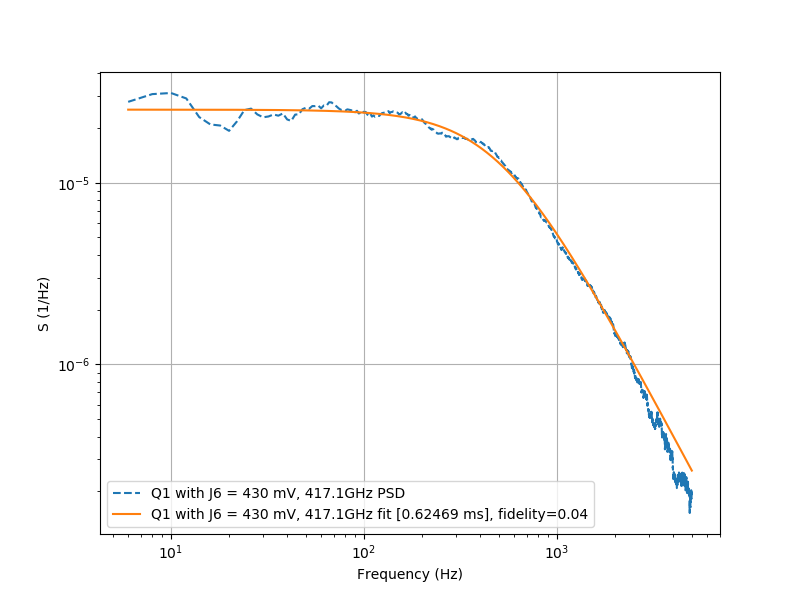 S (1/Hz)
10⁻⁵
10⁻⁶
Q1 with J6 = 430 mV, 417.1GHz PSD
Q1 with J6 = 430 mV, 417.1GHz fit [0.62469 ms], fidelity=0.04
10¹ 10² 10³
Frequency (Hz)